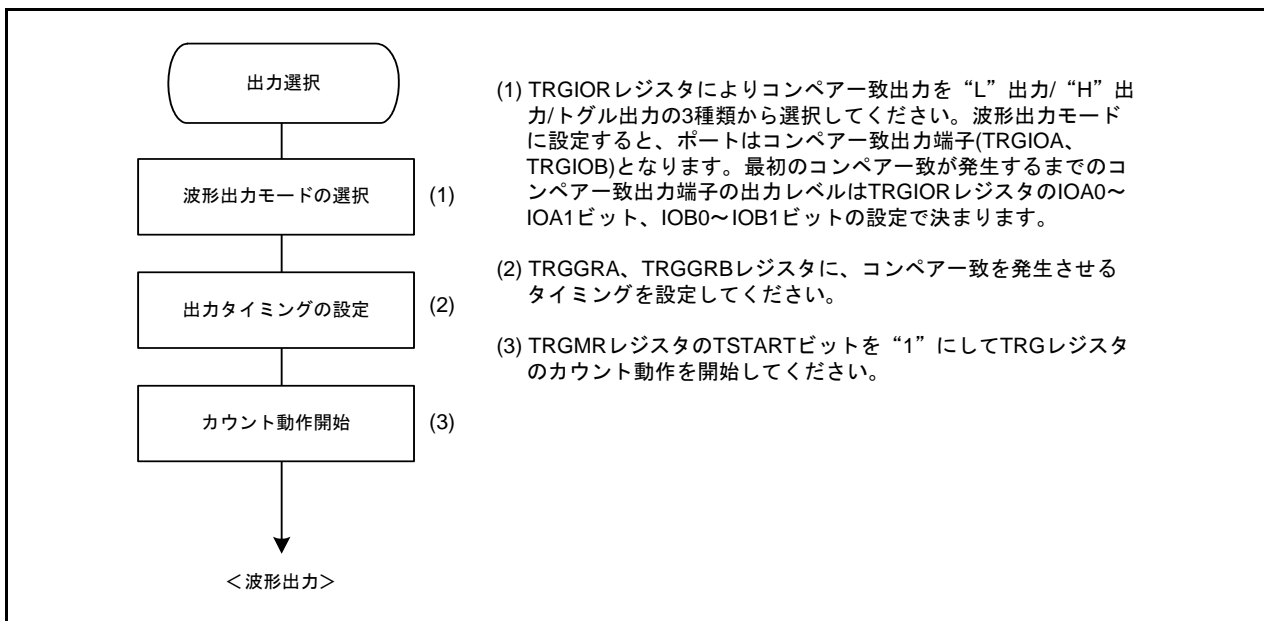 出力選択
波形出力モードの選択 (1)
出力タイミングの設定 (2)
カウント動作開始 (3)
＜波形出力＞
(1) TRGIORレジスタによりコンペア一致出力を“L”出力/“H”出
力/トグル出力の3種類から選択してください。波形出力モード
に設定すると、ポートはコンペア一致出力端子(TRGIOA、
TRGIOB)となります。最初のコンペア一致が発生するまでのコ
ンペア一致出力端子の出力レベルはTRGIORレジスタのIOA0～
IOA1ビット、IOB0～IOB1ビットの設定で決まります。
(2) TRGGRA、TRGGRBレジスタに、コンペア一致を発生させる
タイミングを設定してください。
(3) TRGMRレジスタのTSTARTビットを“1”にしてTRGレジスタ
のカウント動作を開始してください。